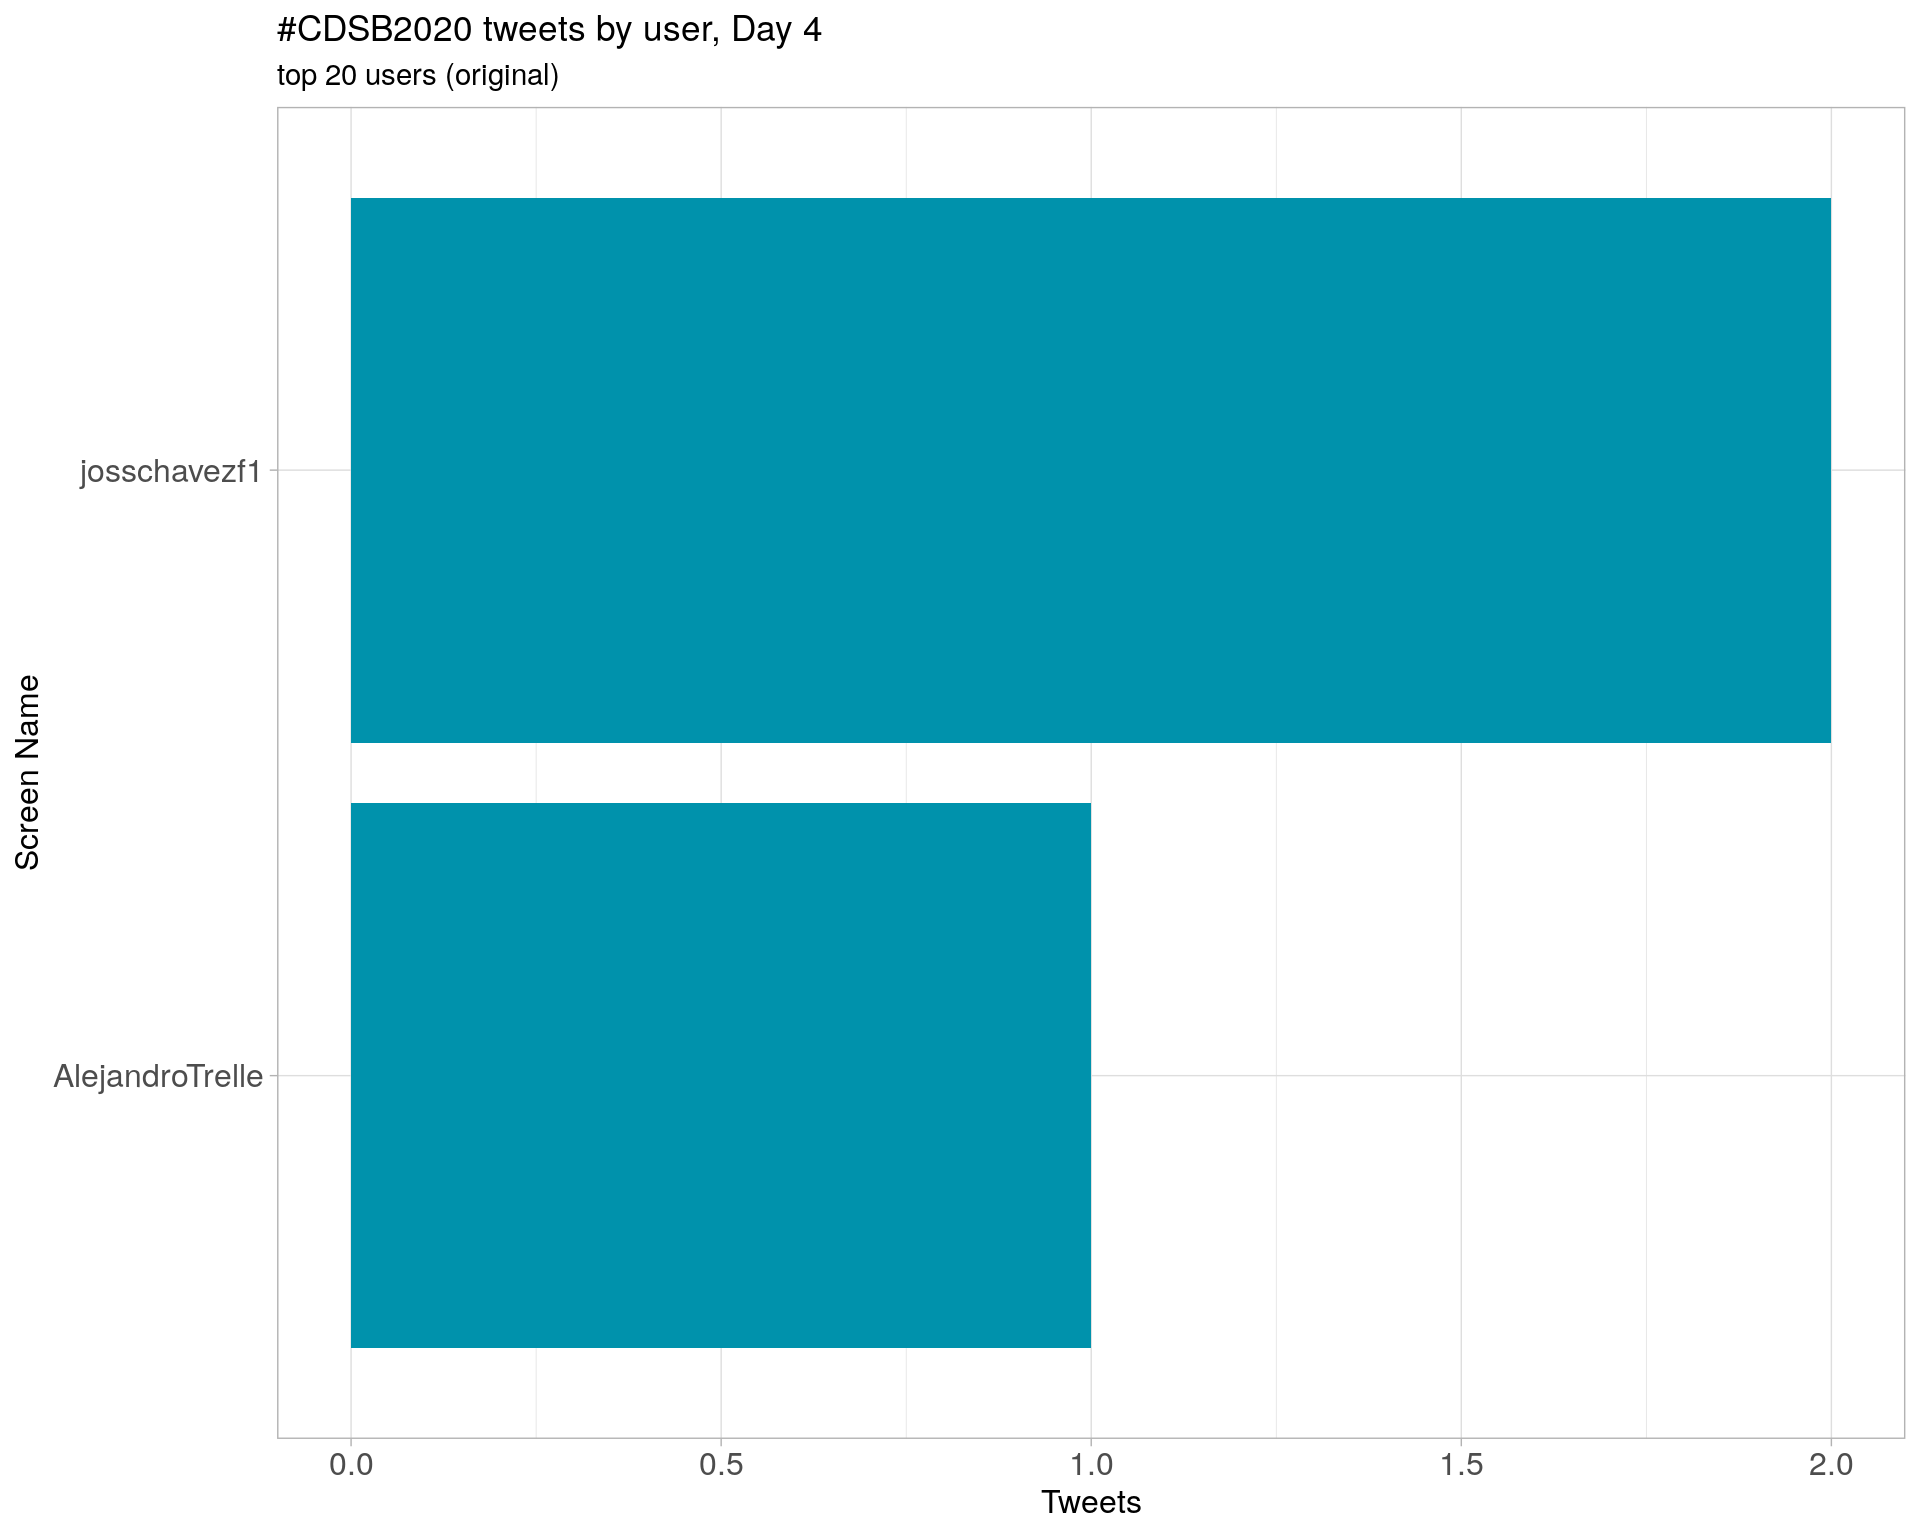 #CDSB2020 tweets by user, Day 4
top 20 users (original)
Screen Name
josschavezf1
AlejandroTrelle
0.0 0.5 1.0 1.5 2.0
Tweets